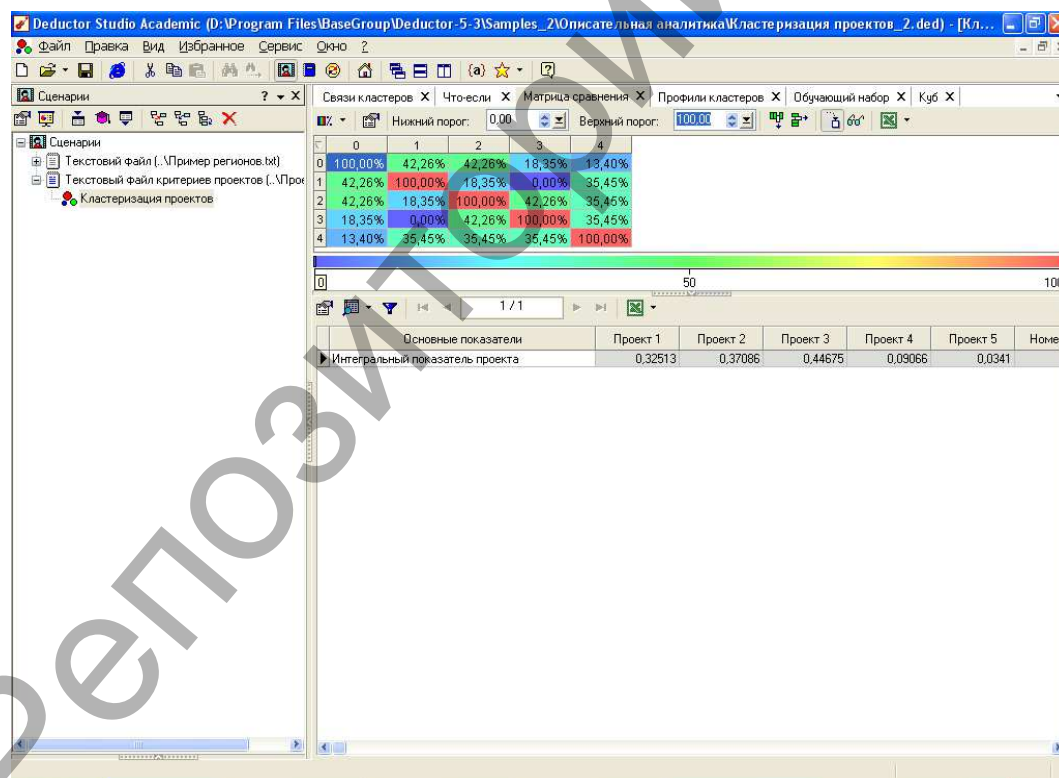 Deductor Studio Academic (D:\Program Files\BaseGroup\Deductor-5-3\Samples_2\Описательная аналитика\Кластеризация проектов_2.ded) - [Кл...
Файл Правка Вид Избранное Сервис Окно ?
Сценарии ? X
Связи кластеров X Что-если X Матрица сравнения X Профили кластеров X Обучающий набор X Куб X
Нижний порог: 0,00 Верхний порог: 100,00
Сценарии
Текстовий файл (..\Пример регионов.txt)
Текстовый файл критериев проектов (..\Прое
Кластеризация проектов
0 1 2 3 4
0 100,00% 42,26% 42,26% 18,35% 13,40%
1 42,26% 100,00% 18,35% 0,00% 35,45%
2 42,26% 18,35% 100,00% 42,26% 35,45%
3 18,35% 0,00% 42,26% 100,00% 35,45%
4 13,40% 35,45% 35,45% 35,45% 100,00%
0 50 100
1 / 1
Основные показатели Проект 1 Проект 2 Проект 3 Проект 4 Проект 5 Номе
Интегральный показатель проекта 0,32513 0,37086 0,44675 0,09066 0,0341
Репозитори